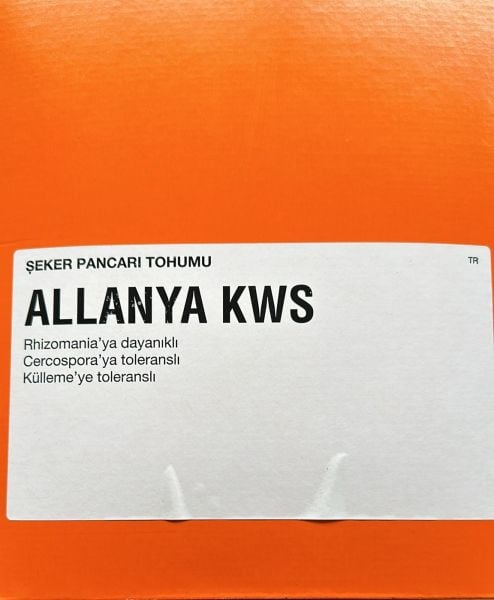 ŞEKER PANCARI TOHUMU
TR
ALLANYA KWS
Rhizomania'ya dayanıklı
Cercospora'ya toleranslı
Külleme'ye toleranslı